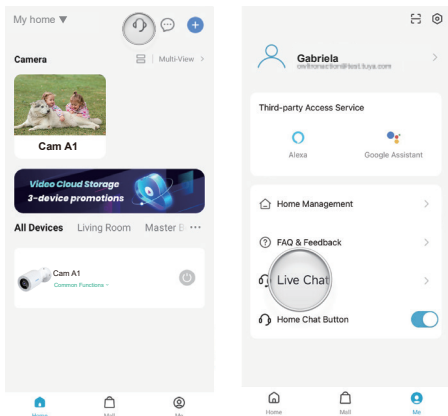 My home ▼
Camera
Multi-View >
Cam A1
Video Cloud Storage
3-device promotions
All Devices Living Room Master B ···
Cam A1
Common Functions
Home Mall Me
Gabriela
Third-party Access Service
Alexa Google Assistant
Home Management
FAQ & Feedback
Live Chat
Home Chat Button
Home Mall Me